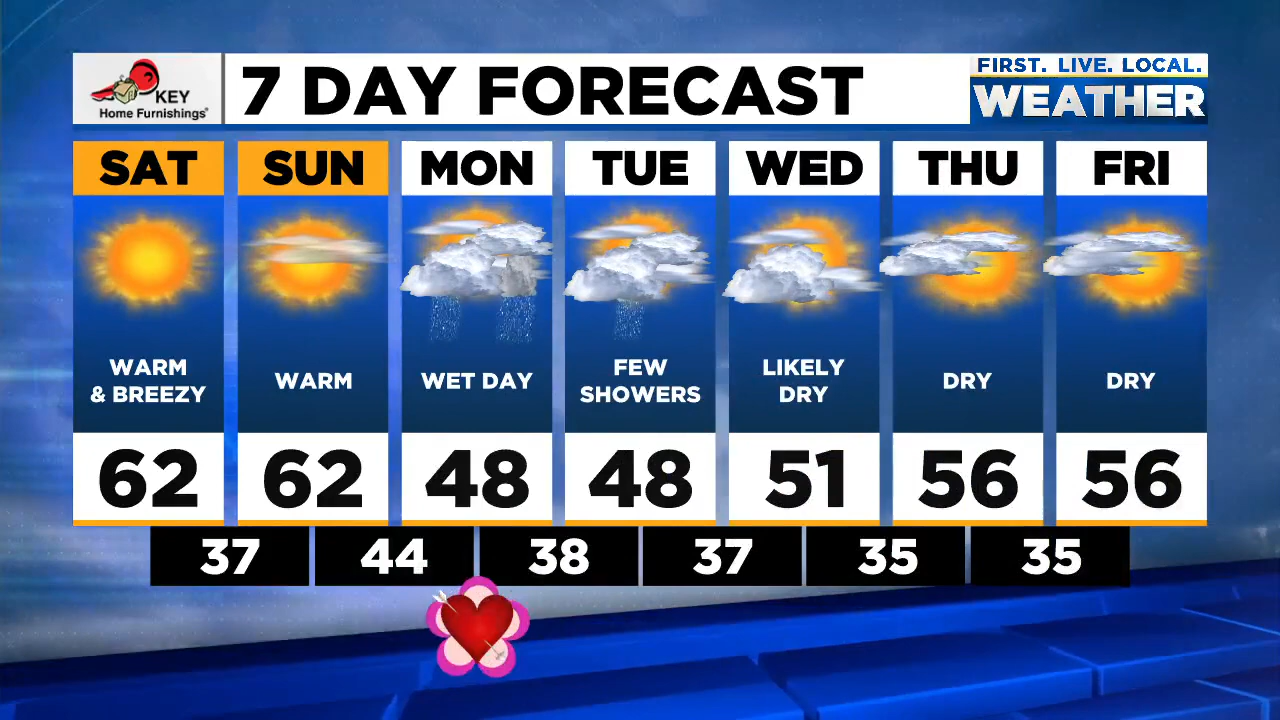 KEY
Home Furnishings®
7 DAY FORECAST
FIRST. LIVE. LOCAL.
WEATHER
SAT
SUN
MON
TUE
WED
THU
FRI
WARM
& BREEZY
WARM
WET DAY
FEW
SHOWERS
LIKELY
DRY
DRY
DRY
62
62
48
48
51
56
56
37
44
38
37
35
35